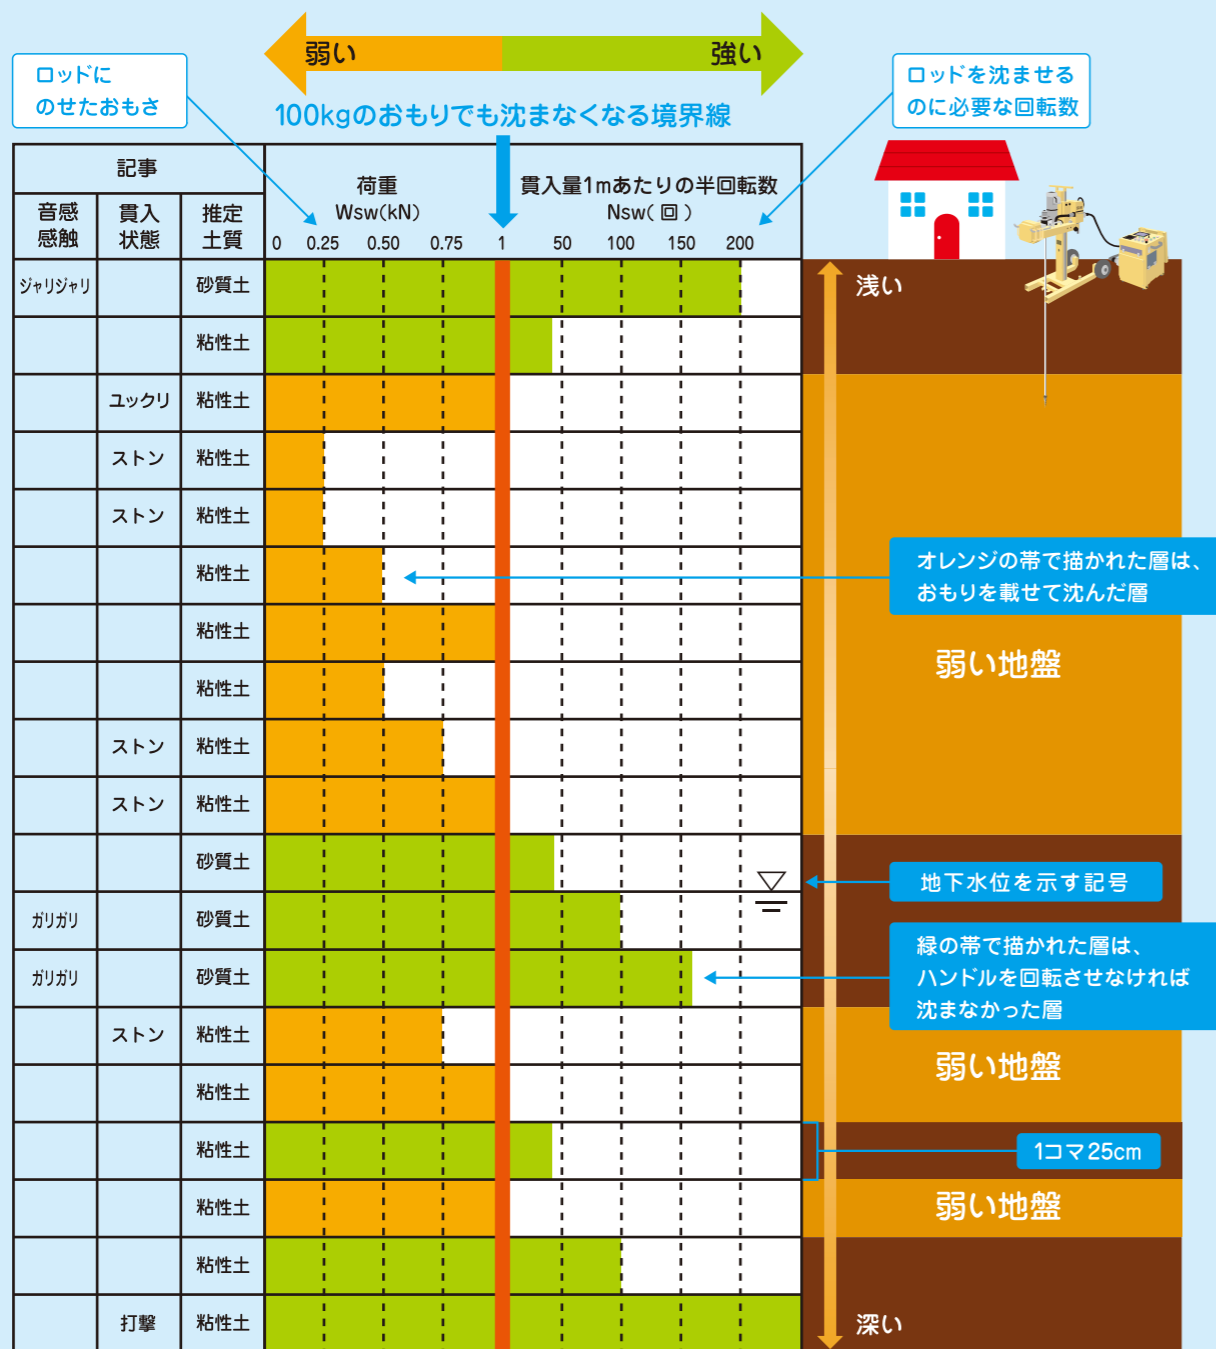 弱い
強い
ロッドに
のせたおもさ
100kgのおもりでも沈まなくなる境界線
ロッドを沈ませる
のに必要な回転数
記事
音感
感触
貫入
状態
推定
土質
荷重
Wsw(kN)
貫入量1mあたりの半回転数
Nsw( 回 )
0 0.25 0.50 0.75 1 50 100 150 200
ジャリジャリ 砂質土
粘性土
ユックリ 粘性土
ストン 粘性土
ストン 粘性土
粘性土
粘性土
粘性土
ストン 粘性土
ストン 粘性土
砂質土
ガリガリ 砂質土
ガリガリ 砂質土
ストン 粘性土
粘性土
粘性土
粘性土
粘性土
打撃 粘性土
浅い
オレンジの帯で描かれた層は、
おもりを載せて沈んだ層
弱い地盤
地下水位を示す記号
緑の帯で描かれた層は、
ハンドルを回転させなければ
沈まなかった層
弱い地盤
1コマ25cm
弱い地盤
深い